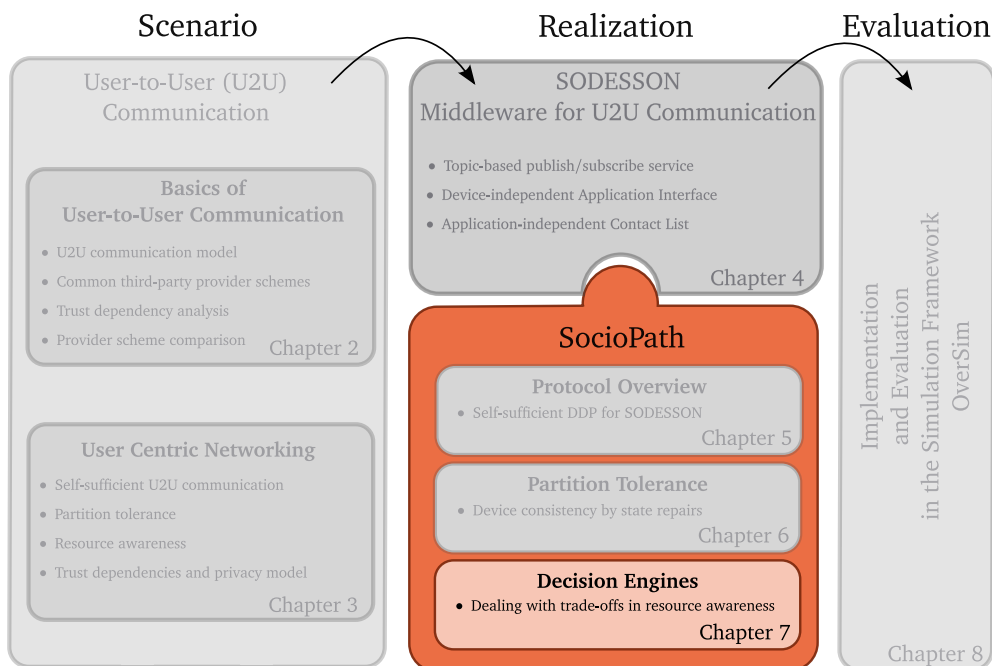 Scenario
User-to-User (U2U)
Communication
Basics of
User-to-User Communication
• U2U communication model
• Common third-party provider schemes
• Trust dependency analysis
• Provider scheme comparison
Chapter 2
User Centric Networking
• Self-sufficient U2U communication
• Partition tolerance
• Resource awareness
• Trust dependencies and privacy model
Chapter 3
Realization
SODESSON
Middleware for U2U Communication
• Topic-based publish/subscribe service
• Device-independent Application Interface
• Application-independent Contact List
Chapter 4
SocioPath
Protocol Overview
• Self-sufficient DDP for SODESSON
Chapter 5
Partition Tolerance
• Device consistency by state repairs
Chapter 6
Decision Engines
• Dealing with trade-offs in resource awareness
Chapter 7
Evaluation
Implementation
and Evaluation
in the Simulation Framework
OverSim
Chapter 8